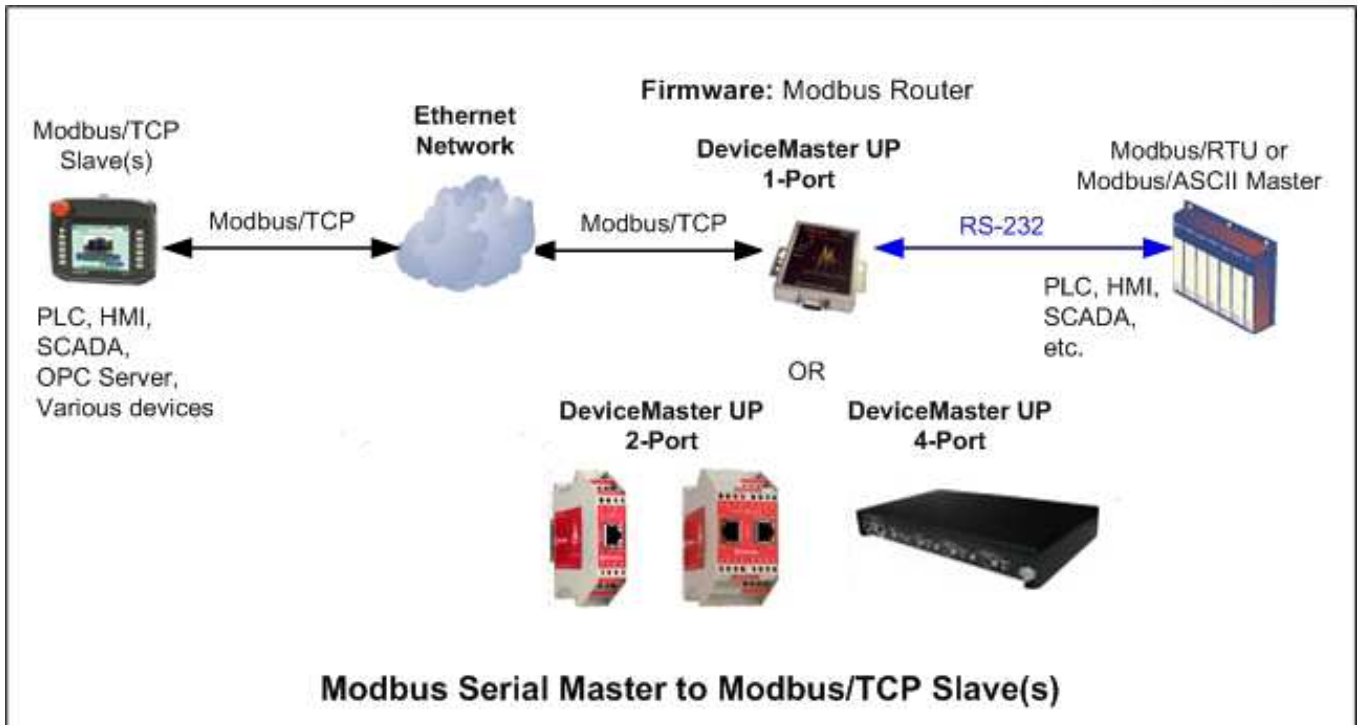 Firmware: Modbus Router
Modbus/TCP
Slave(s)
Ethernet
Network
DeviceMaster UP
1-Port
Modbus/RTU or
Modbus/ASCII Master
Modbus/TCP
Modbus/TCP
RS-232
PLC, HMI,
SCADA,
OPC Server,
Various devices
PLC, HMI,
SCADA,
etc.
OR
DeviceMaster UP
2-Port
DeviceMaster UP
4-Port
Modbus Serial Master to Modbus/TCP Slave(s)